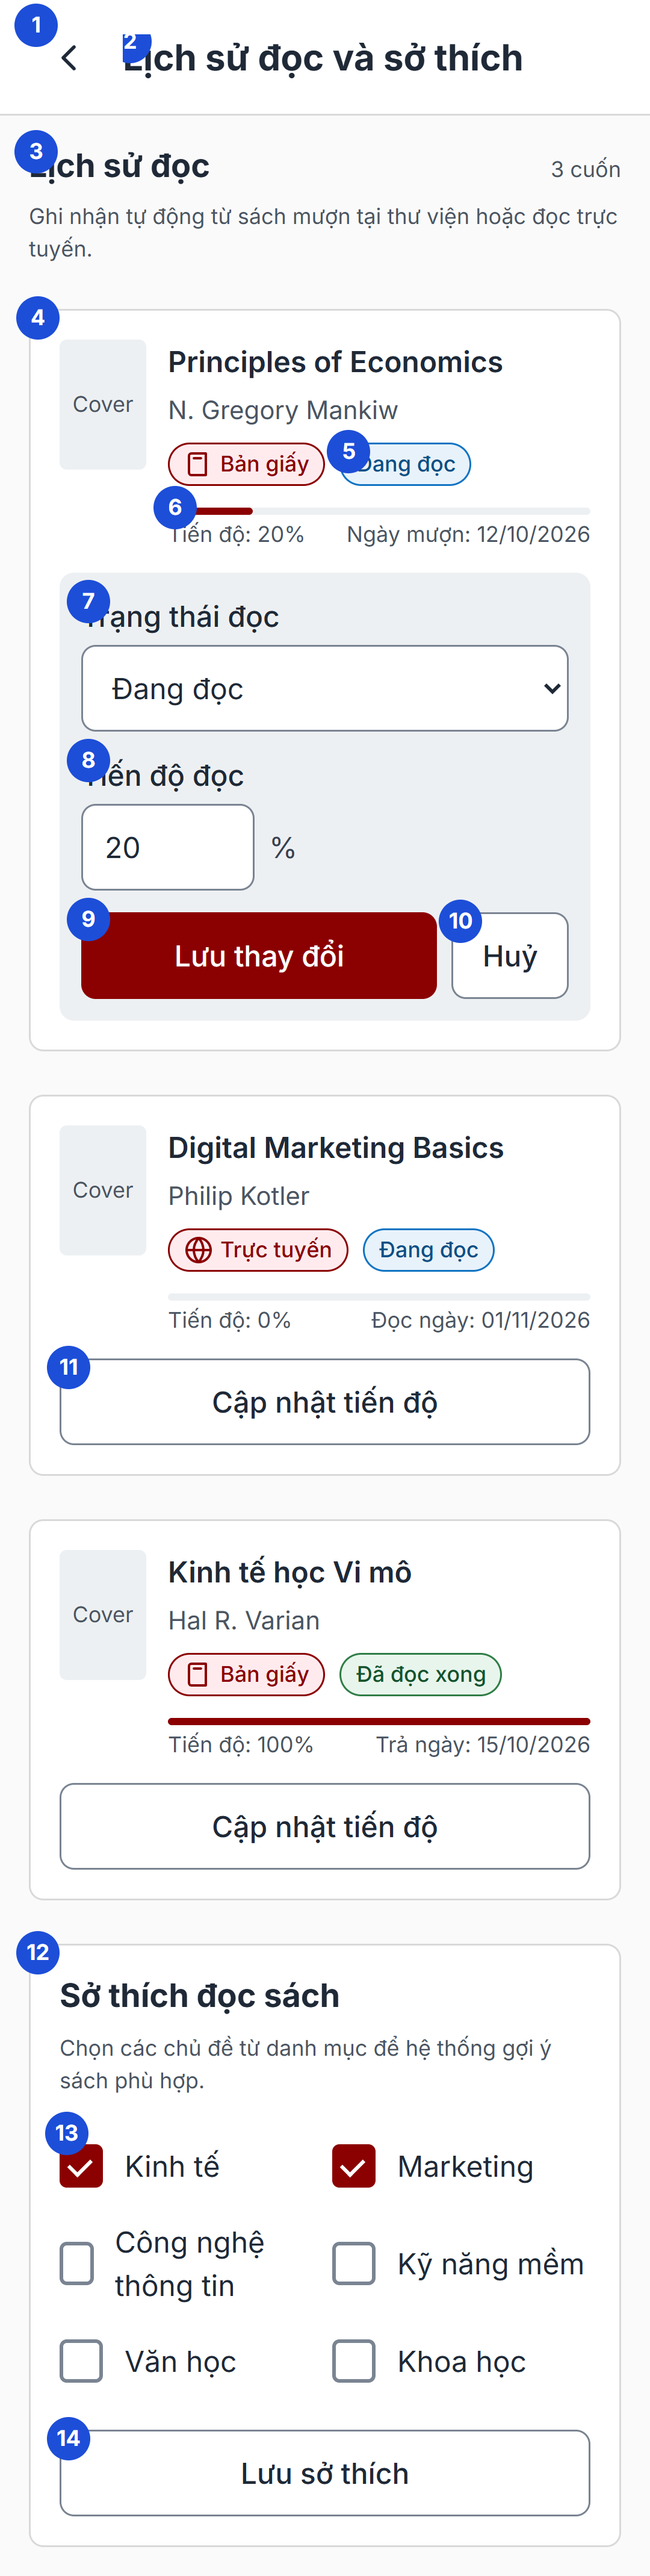 1
2
Lịch sử đọc và sở thích
3
Lịch sử đọc
3 cuốn
Ghi nhận tự động từ sách mượn tại thư viện hoặc đọc trực
tuyến.
4
Cover
Principles of Economics
N. Gregory Mankiw
Bản giấy
5
Đang đọc
6
Tiến độ: 20%
Ngày mượn: 12/10/2026
7
Trạng thái đọc
Đang đọc
8
Tiến độ đọc
20
%
9
Lưu thay đổi
10
Huỷ
Cover
Digital Marketing Basics
Philip Kotler
Trực tuyến
Đang đọc
Tiến độ: 0%
Đọc ngày: 01/11/2026
11
Cập nhật tiến độ
Cover
Kinh tế học Vi mô
Hal R. Varian
Bản giấy
Đã đọc xong
Tiến độ: 100%
Trả ngày: 15/10/2026
Cập nhật tiến độ
12
Sở thích đọc sách
Chọn các chủ đề từ danh mục để hệ thống gợi ý
sách phù hợp.
13
Kinh tế
Marketing
Công nghệ
thông tin
Kỹ năng mềm
Văn học
Khoa học
14
Lưu sở thích